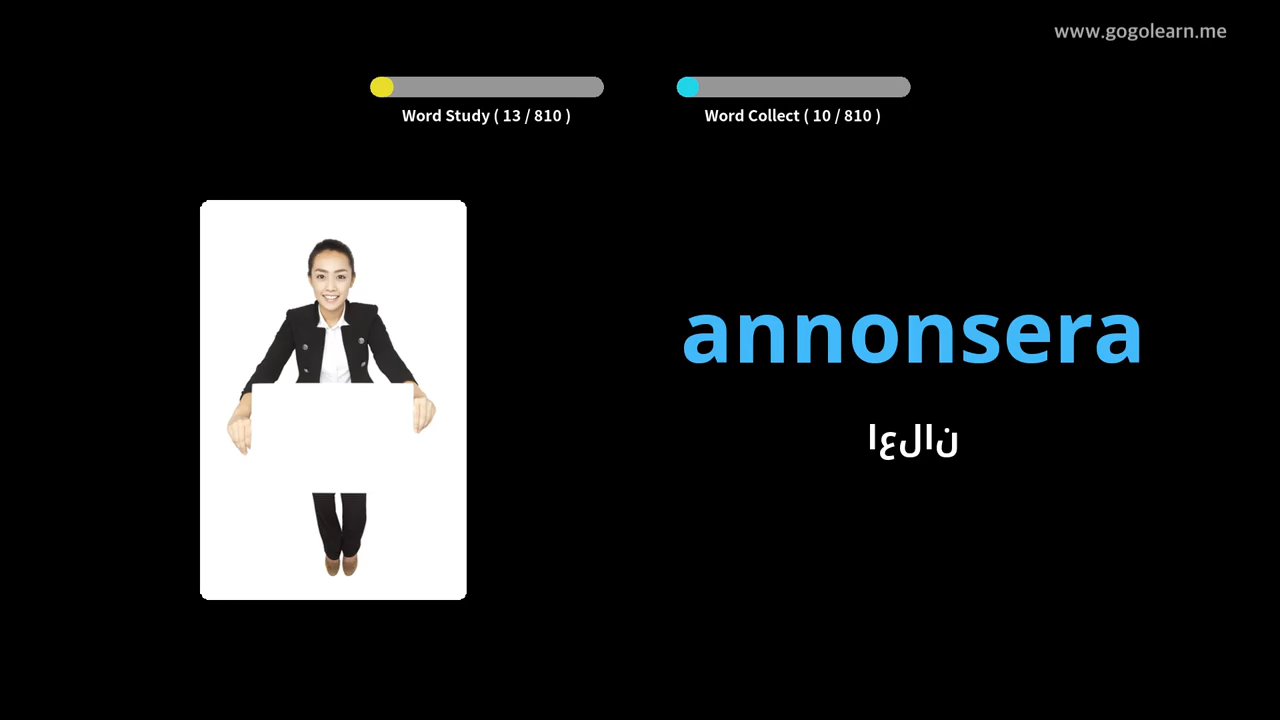 www.gogolearn.me
Word Study ( 13 / 810 )
Word Collect ( 10 / 810 )
annonsera
اعلان